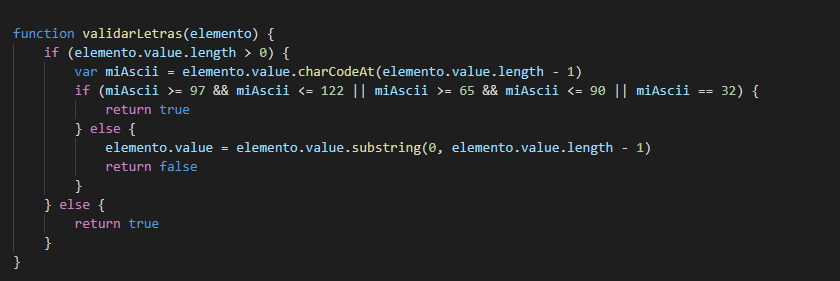 function validarLetras(elemento) {
    if (elemento.value.length > 0) {
        var miAscii = elemento.value.charCodeAt(elemento.value.length - 1)
        if (miAscii >= 97 && miAscii <= 122 || miAscii >= 65 && miAscii <= 90 || miAscii == 32) {
            return true
        } else {
            elemento.value = elemento.value.substring(0, elemento.value.length - 1)
            return false
        }
    } else {
        return true
    }
}